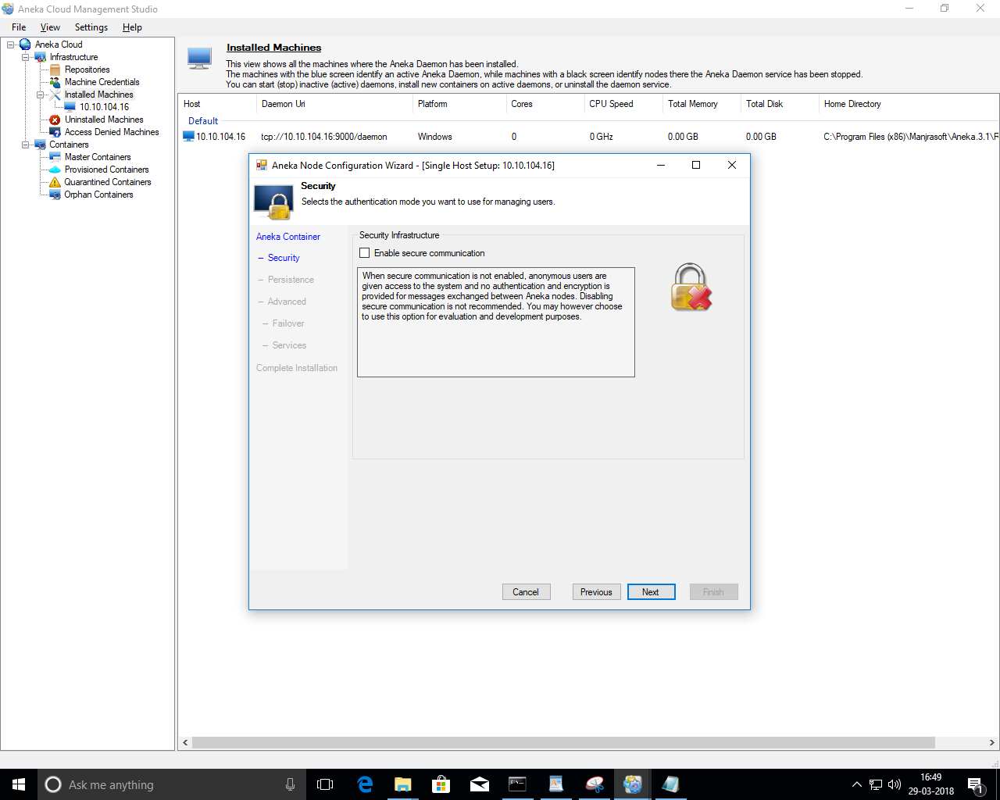 Aneka Cloud Management Studio
File View Settings Help
Aneka Cloud
Infrastructure
Repositories
Machine Credentials
Installed Machines
10.10.104.16
Uninstalled Machines
Access Denied Machines
Containers
Master Containers
Provisioned Containers
Quarantined Containers
Orphan Containers
Installed Machines
This view shows all the machines where the Aneka Daemon has been installed.
The machines with the blue screen identify an active Aneka Daemon, while machines with a black screen identify nodes there the Aneka Daemon service has been stopped.
You can start (stop) inactive (active) daemons, install new containers on active daemons, or uninstall the daemon service.
Host Daemon Uri Platform Cores CPU Speed Total Memory Total Disk Home Directory
Default
10.10.104.16 tcp://10.10.104.16:9000/daemon Windows 0 0 GHz 0.00 GB 0.00 GB C:\Program Files (x86)\Manjrasoft\Aneka.3.1\R
Aneka Node Configuration Wizard - [Single Host Setup: 10.10.104.16]
Security
Selects the authentication mode you want to use for managing users.
Aneka Container
– Security
– Persistence
– Advanced
– Failover
– Services
Complete Installation
Security Infrastructure
Enable secure communication
When secure communication is not enabled, anonymous users are
given access to the system and no authentication and encryption is
provided for messages exchanged between Aneka nodes. Disabling
secure communication is not recommended. You may however choose
to use this option for evaluation and development purposes.
Cancel Previous Next Finish
Ask me anything
16:49
29-03-2018
1